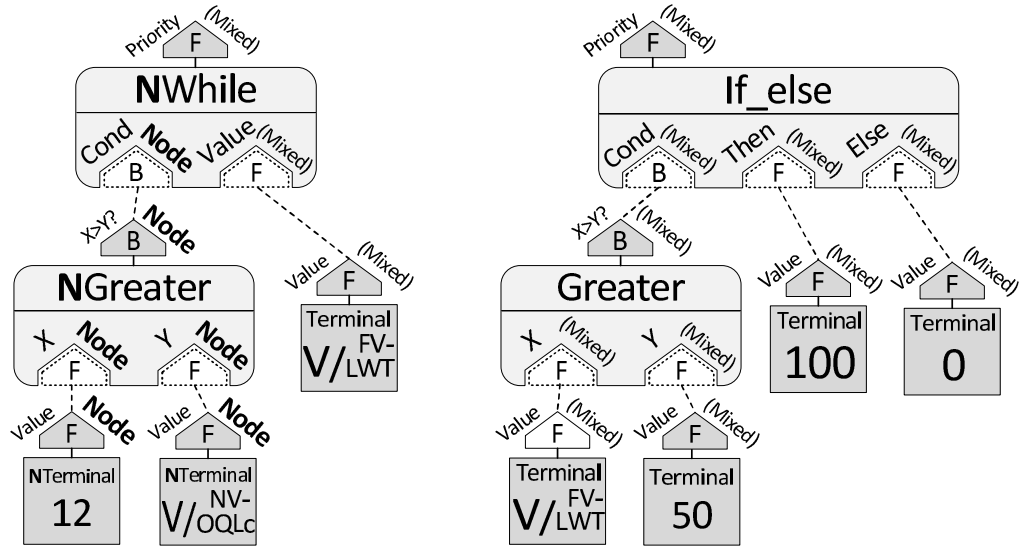 Priority F (Mixed)
NWhile
Cond B Node Value F (Mixed)
X>Y? B Node
Value F (Mixed)
NGreater
Terminal
V/FV-LWT
X F Node Y F Node
Value F Node
Value F Node
NTerminal
12
NTerminal
V/NV-OQLc
Priority F (Mixed)
If_else
Cond B (Mixed) Then F (Mixed) Else F (Mixed)
X>Y? B (Mixed)
Value F (Mixed)
Value F (Mixed)
Greater
Terminal
100
Terminal
0
X F (Mixed) Y F (Mixed)
Value F (Mixed)
Value F (Mixed)
Terminal
V/FV-LWT
Terminal
50